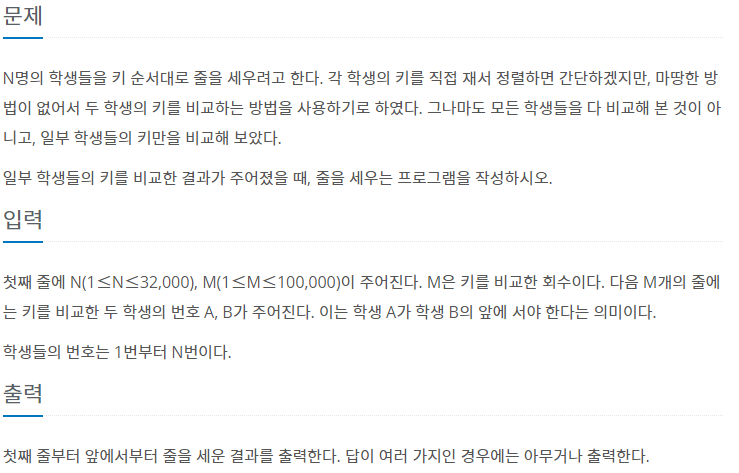 문제
N명의 학생들을 키 순서대로 줄을 세우려고 한다. 각 학생의 키를 직접 재서 정렬하면 간단하겠지만, 마땅한 방
법이 없어서 두 학생의 키를 비교하는 방법을 사용하기로 하였다. 그나마도 모든 학생들을 다 비교해 본 것이 아
니고, 일부 학생들의 키만을 비교해 보았다.
일부 학생들의 키를 비교한 결과가 주어졌을 때, 줄을 세우는 프로그램을 작성하시오.
입력
첫째 줄에 N(1≤N≤32,000), M(1≤M≤100,000)이 주어진다. M은 키를 비교한 회수이다. 다음 M개의 줄에
는 키를 비교한 두 학생의 번호 A, B가 주어진다. 이는 학생 A가 학생 B의 앞에 서야 한다는 의미이다.
학생들의 번호는 1번부터 N번이다.
출력
첫째 줄부터 앞에서부터 줄을 세운 결과를 출력한다. 답이 여러 가지인 경우에는 아무거나 출력한다.